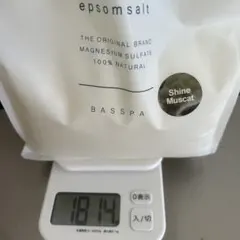 epsom salt
THE ORIGINAL BRAND
MAGNESIUM SULFATE
100% NATURAL
BASSPA
Shine
Muscat
1814
0表示
入/切